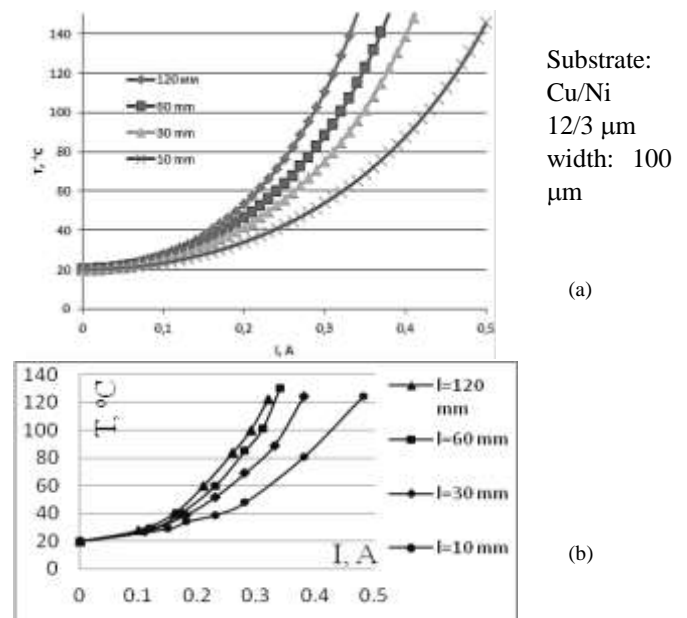 140
120
100
80
60
40
20
0
T, °C
120 mm
60 mm
30 mm
10 mm
0
0,1
0,2
0,3
0,4
0,5
I, A
Substrate:
Cu/Ni
12/3 μm
width: 100
μm
(a)
140
120
100
80
60
40
20
0
T, °C
I, A
0
0.1
0.2
0.3
0.4
0.5
l=120
mm
l=60 mm
l=30 mm
l=10 mm
(b)